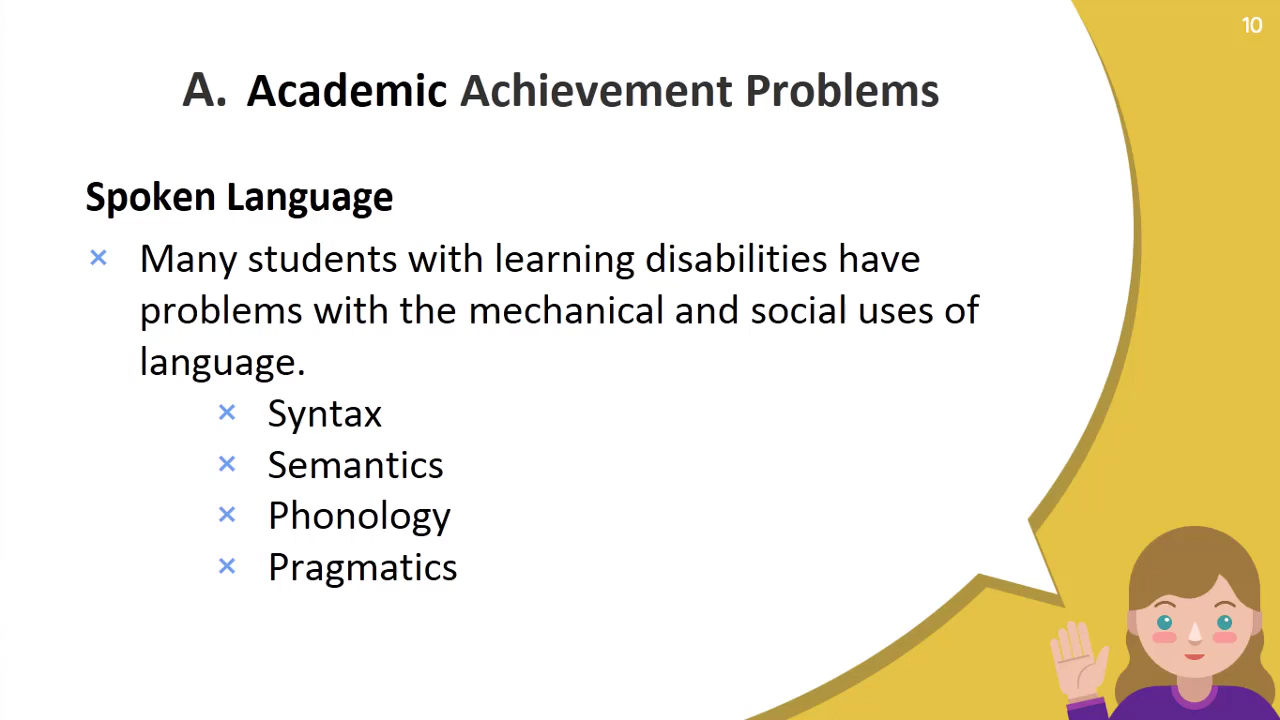 10
A. Academic Achievement Problems
Spoken Language
× Many students with learning disabilities have
problems with the mechanical and social uses of
language.
× Syntax
× Semantics
× Phonology
× Pragmatics